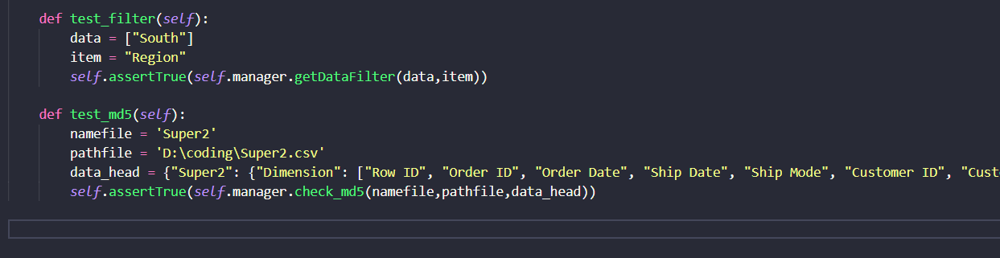 def test_filter(self):
data = ["South"]
item = "Region"
self.assertTrue(self.manager.getDataFilter(data,item))
def test_md5(self):
namefile = 'Super2'
pathfile = 'D:\coding\Super2.csv'
data_head = {"Super2": {"Dimension": ["Row ID", "Order ID", "Order Date", "Ship Date", "Ship Mode", "Customer ID", "Cust
self.assertTrue(self.manager.check_md5(namefile,pathfile,data_head))